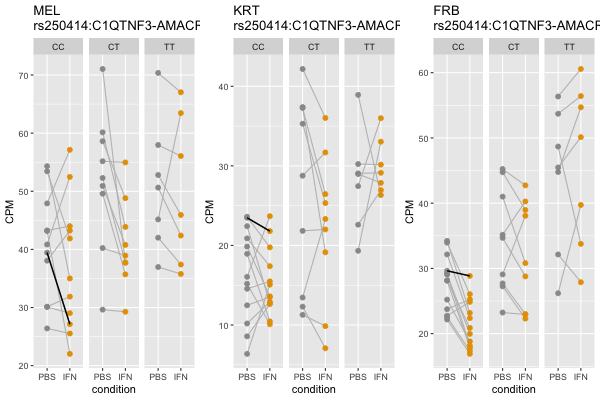 MEL
rs250414:C1QTNF3-AMACF
CC CT TT
CPM
70
60
50
40
30
20
PBS IFN PBS IFN PBS IFN
condition
KRT
rs250414:C1QTNF3-AMACF
CC CT TT
CPM
40
30
20
10
PBS IFN PBS IFN PBS IFN
condition
FRB
rs250414:C1QTNF3-AMACF
CC CT TT
CPM
60
50
40
30
20
PBS IFN PBS IFN PBS IFN
condition